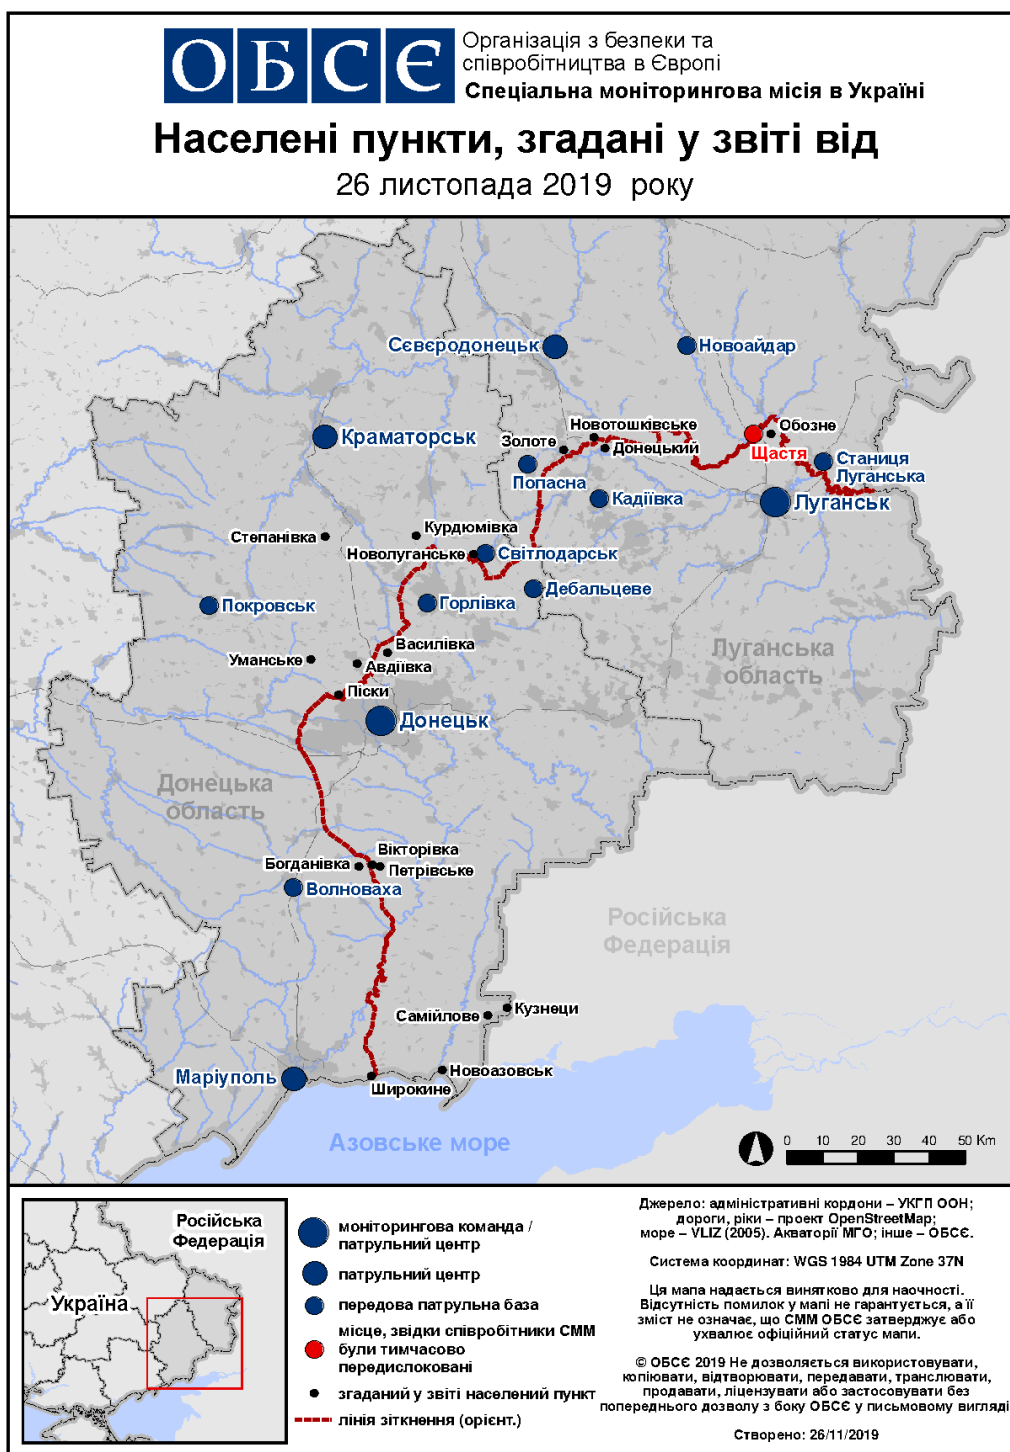 ОБСЄ
Організація з безпеки та
співробітництва в Європі
Спеціальна моніторингова місія в Україні
Населені пункти, згадані у звіті від
26 листопада 2019 року
Сєвєродонецьк
Новоайдар
Краматорськ
Новотошківське
Обозне
Золоте
Донецький
Щастя
Попасна
Станиця
Луганська
Кадіївка
Луганськ
Степанівка
Курдюмівка
Новолуганське
Світлодарськ
Дебальцеве
Покровськ
Горлівка
Василівка
Уманське
Авдіївка
Луганська
область
Піски
Донецьк
Донецька
область
Вікторівка
Богданівка
Петрівське
Волноваха
Російська
Федерація
Самійлове
Кузнеци
Новоазовськ
Маріуполь
Широкине
Азовське море
0 10 20 30 40 50 Km
Російська
Федерація
Україна
моніторингова команда /
патрульний центр
патрульний центр
передова патрульна база
місце, звідки співробітники СММ
були тимчасово
передислоковані
згаданий у звіті населений пункт
лінія зіткнення (орієнт.)
Джерело: адміністративні кордони – УКГП ООН;
дороги, ріки – проект OpenStreetMap;
море – VLIZ (2005). Акваторії МГО; інше – ОБСЄ.
Система координат: WGS 1984 UTM Zone 37N
Ця мапа надається винятково для наочності.
Відсутність помилок у мапі не гарантується, а її
зміст не означає, що СММ ОБСЄ затверджує або
ухвалює офіційний статус мапи.
© ОБСЄ 2019 Не дозволяється використовувати,
копіювати, відтворювати, передавати, транслювати,
продавати, ліцензувати або застосовувати без
попереднього дозволу з боку ОБСЄ у письмовому вигляді
Створено: 26/11/2019